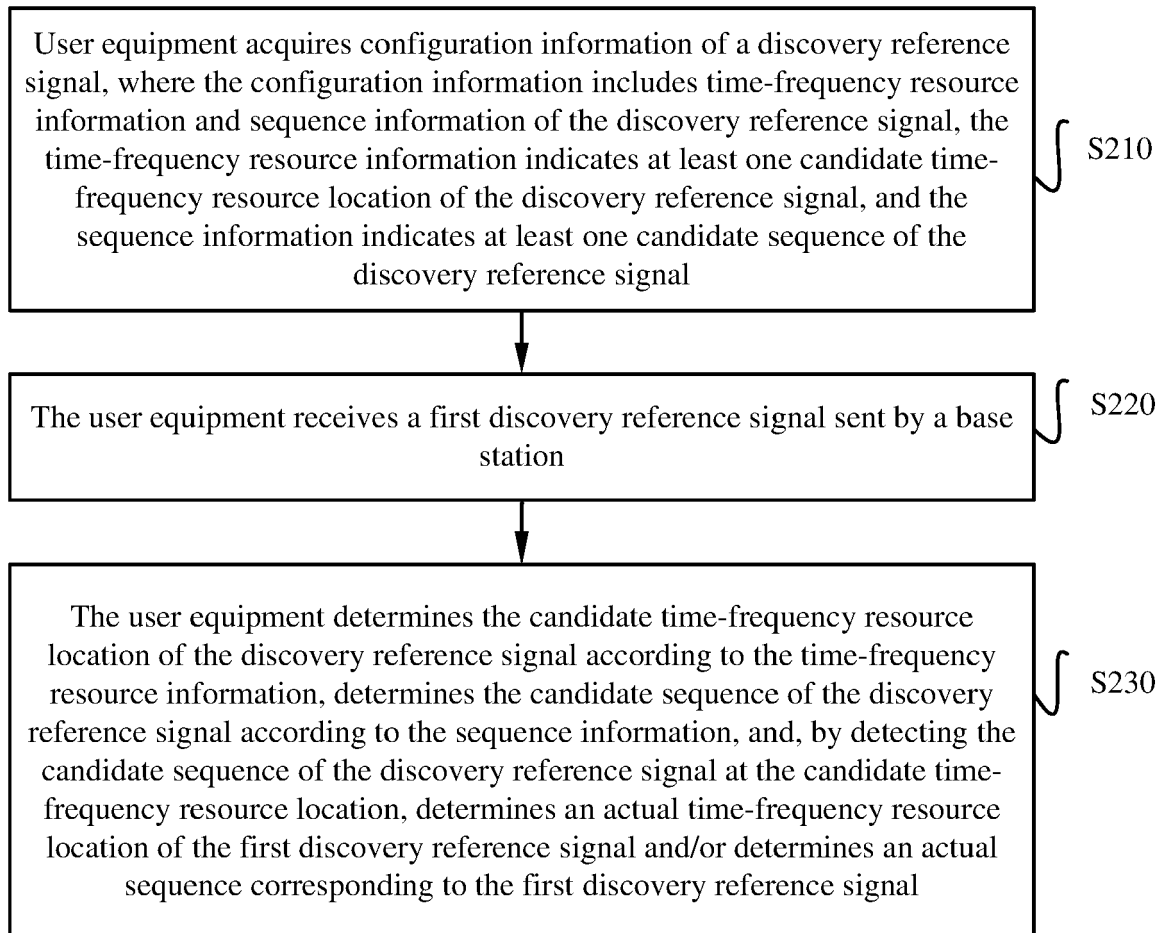 User equipment acquires configuration information of a discovery reference
signal, where the configuration information includes time-frequency resource
information and sequence information of the discovery reference signal, the
time-frequency resource information indicates at least one candidate time-
frequency resource location of the discovery reference signal, and the
sequence information indicates at least one candidate sequence of the
discovery reference signal
S210
The user equipment receives a first discovery reference signal sent by a base
station
S220
The user equipment determines the candidate time-frequency resource
location of the discovery reference signal according to the time-frequency
resource information, determines the candidate sequence of the discovery
reference signal according to the sequence information, and, by detecting the
candidate sequence of the discovery reference signal at the candidate time-
frequency resource location, determines an actual time-frequency resource
location of the first discovery reference signal and/or determines an actual
sequence corresponding to the first discovery reference signal
S230